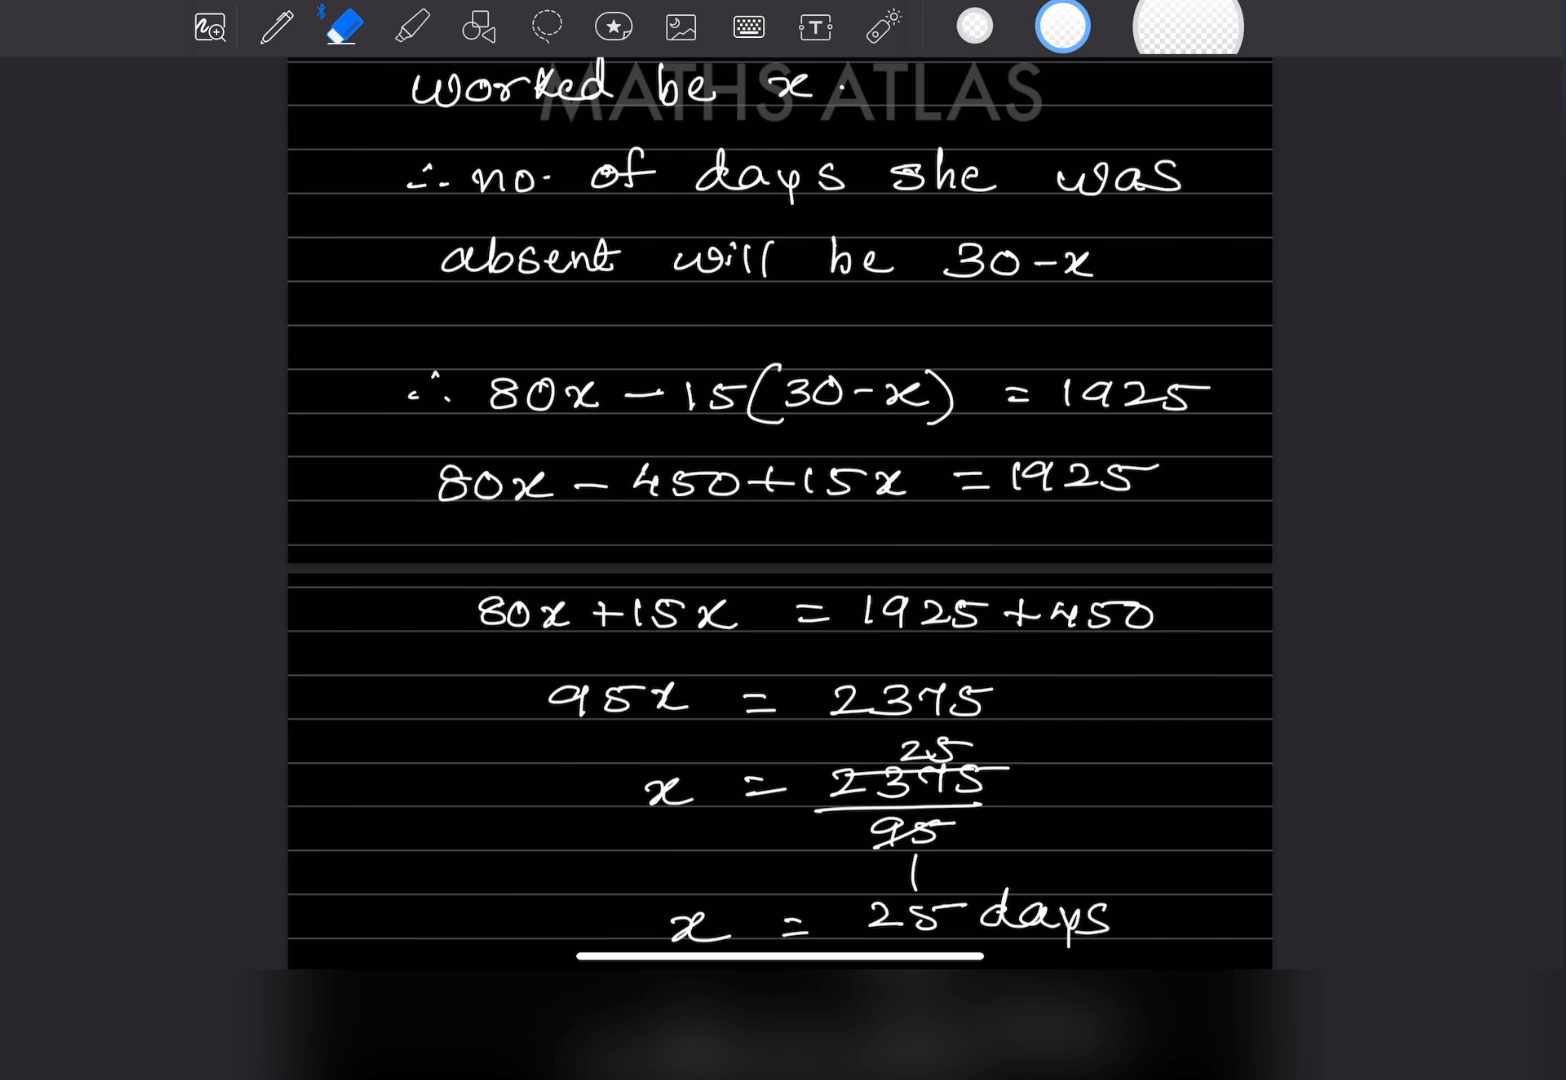 worked be x.
MATHS ATLAS
∴ no. of days she was
absent will be 30-x
∴ 80x - 15(30-x) = 1925
80x - 450+15x = 1925
80x +15x = 1925+450
95x = 2375
25
x = 2375
95
1
x = 25 days